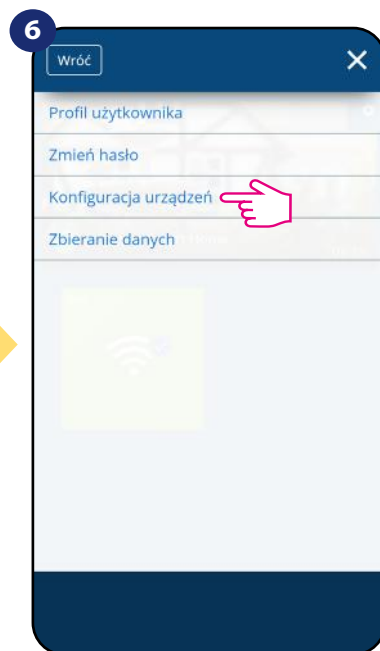 6
Wróć
Profil użytkownika
Zmień hasło
Konfiguracja urządzeń
Zbieranie danych